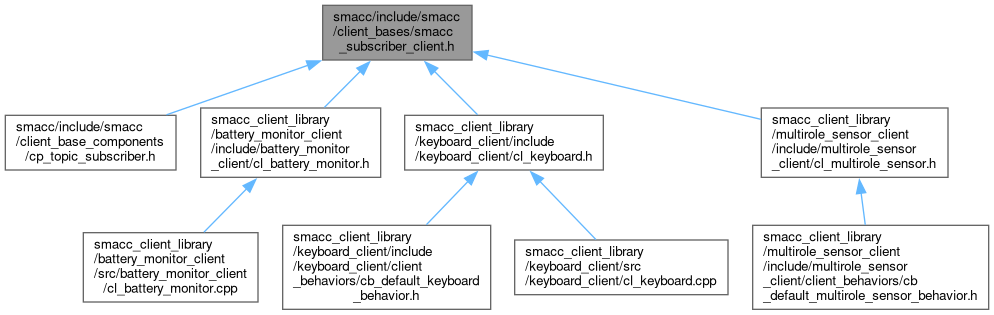 smacc/include/smacc
/client_bases/smacc
_subscriber_client.h
smacc/include/smacc
/client_base_components
/cp_topic_subscriber.h
smacc_client_library
/battery_monitor_client
/include/battery_monitor
_client/cl_battery_monitor.h
smacc_client_library
/keyboard_client/include
/keyboard_client/cl_keyboard.h
smacc_client_library
/multirole_sensor_client
/include/multirole_sensor
_client/cl_multirole_sensor.h
smacc_client_library
/battery_monitor_client
/src/battery_monitor_client
/cl_battery_monitor.cpp
smacc_client_library
/keyboard_client/include
/keyboard_client/client
_behaviors/cb_default_keyboard
_behavior.h
smacc_client_library
/keyboard_client/src
/keyboard_client/cl_keyboard.cpp
smacc_client_library
/multirole_sensor_client
/include/multirole_sensor
_client/client_behaviors/cb
_default_multirole_sensor_behavior.h